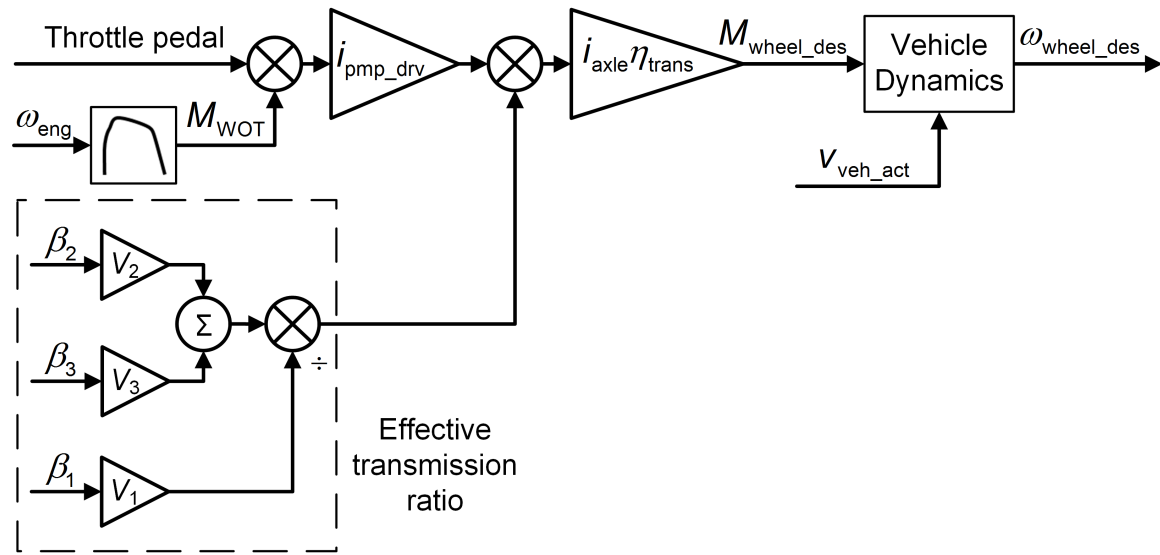 Throttle pedal
i_pmp_drv
i_axle η_trans
M_wheel_des
Vehicle
Dynamics
ω_wheel_des
ω_eng
M_WOT
v_veh_act
β_2
V_2
Σ
÷
β_3
V_3
Effective
transmission
ratio
β_1
V_1